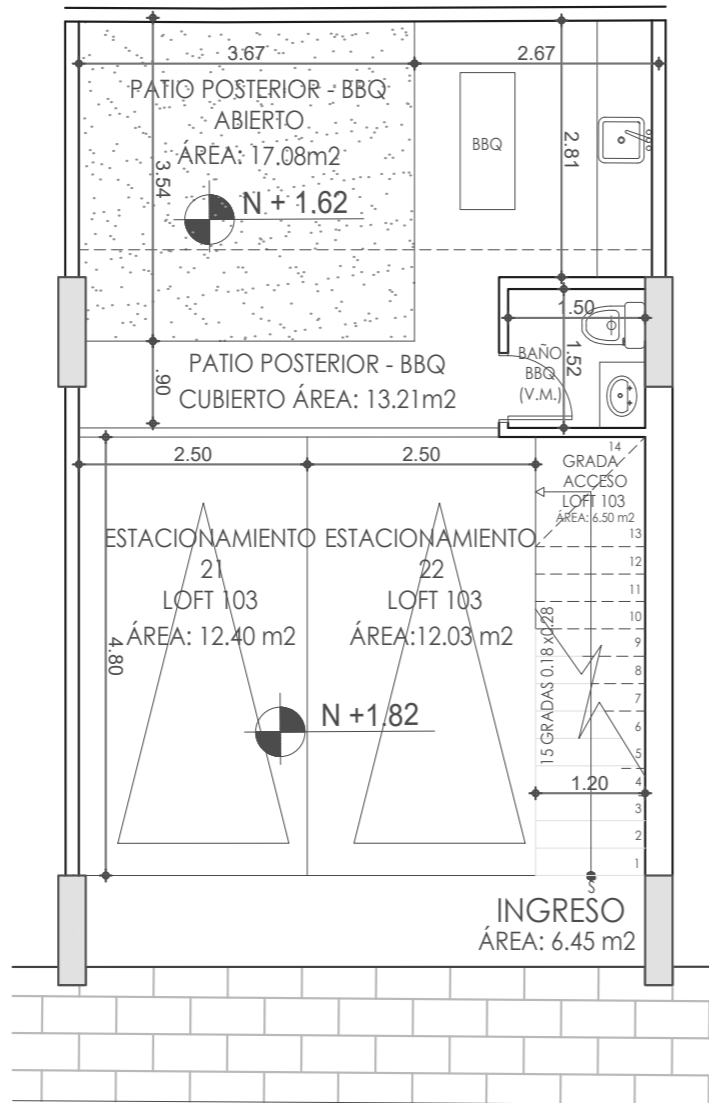 3.67
2.67
PATIO POSTERIOR - BBQ
ABIERTO
ÁREA: 17.08m2
BBQ
2.81
3.54
N + 1.62
1.50
BAÑO
BBQ
(V.M.)
1.52
PATIO POSTERIOR - BBQ
CUBIERTO ÁREA: 13.21m2
.90
2.50
2.50
14
GRADA
ACCESO
LOFT 103
ÁREA: 6.50 m2
ESTACIONAMIENTO
21
LOFT 103
ÁREA: 12.40 m2
ESTACIONAMIENTO
22
LOFT 103
ÁREA:12.03 m2
13
12
11
10
9
8
7
6
5
4
3
2
1
15 GRADAS 0.18 x0.28
4.80
N +1.82
1.20
S
INGRESO
ÁREA: 6.45 m2